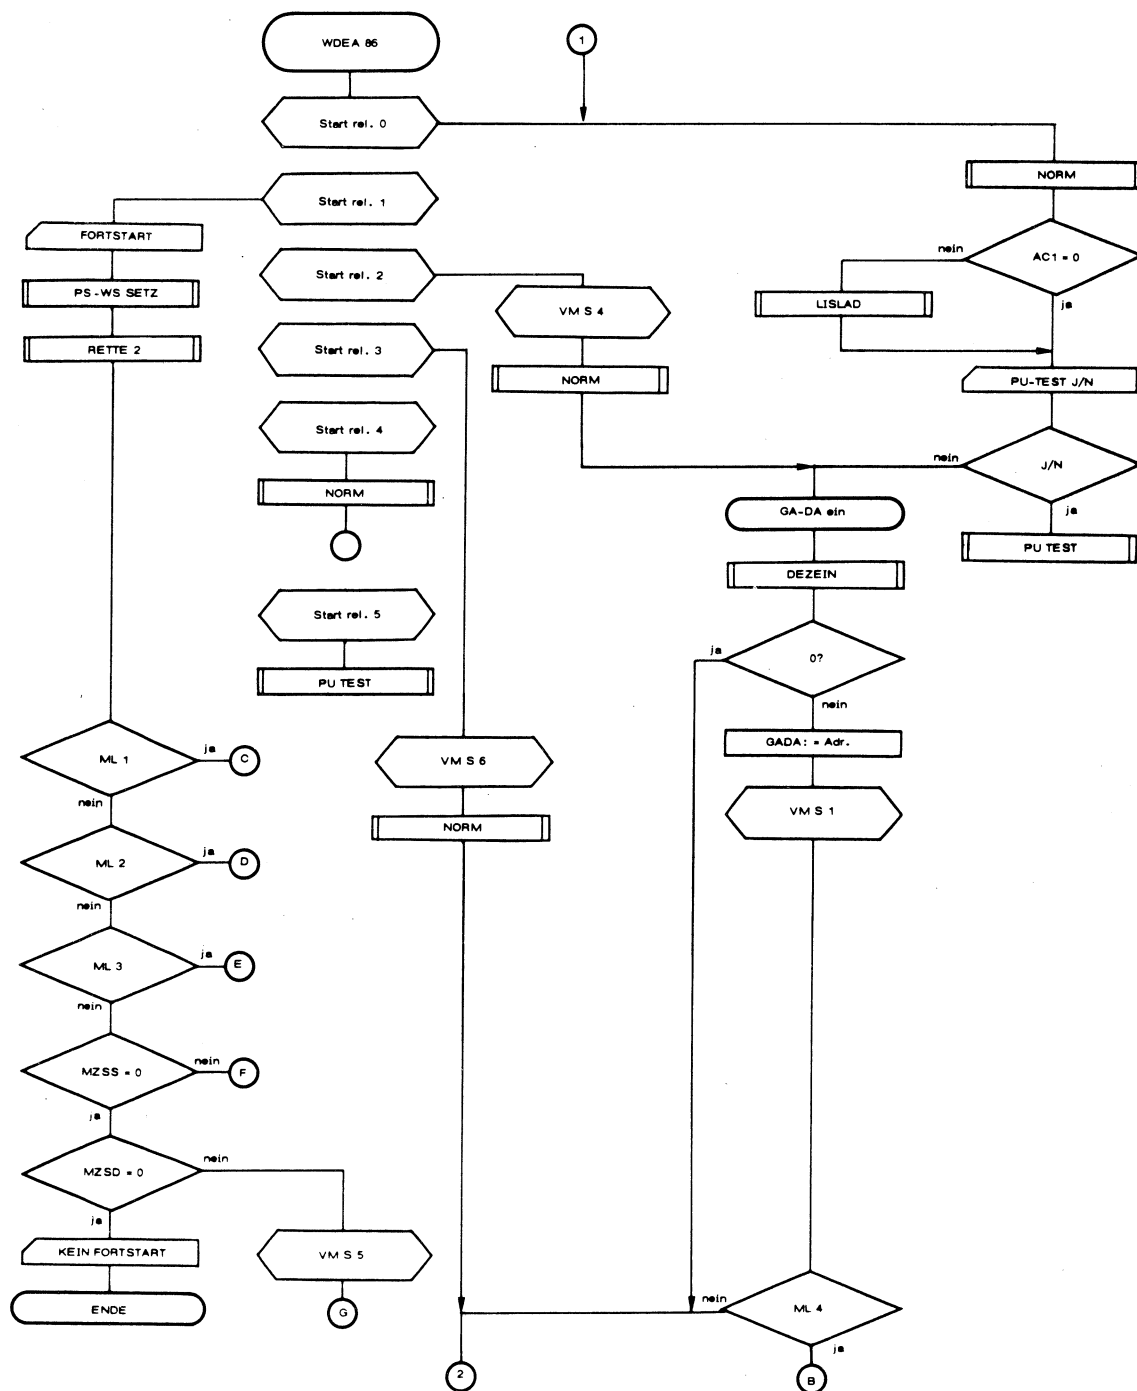 WDEA 86
1
Start rel. 0
NORM
Start rel. 1
FORTSTART
nein
AC1 = 0
ja
Start rel. 2
PS-WS SETZ
LISLAD
VM S 4
RETTE 2
Start rel. 3
NORM
PU-TEST J/N
Start rel. 4
nein
J/N
ja
NORM
GA-DA ein
PU TEST
DEZEIN
Start rel. 5
ja
0?
nein
PU TEST
GADA: = Adr.
ML 1
ja
C
nein
VM S 6
VM S 1
NORM
ML 2
ja
D
nein
ML 3
ja
E
nein
MZSS = 0
nein
F
ja
MZSD = 0
nein
ja
KEIN FORTSTART
VM S 5
ENDE
G
nein
ML 4
ja
2
B